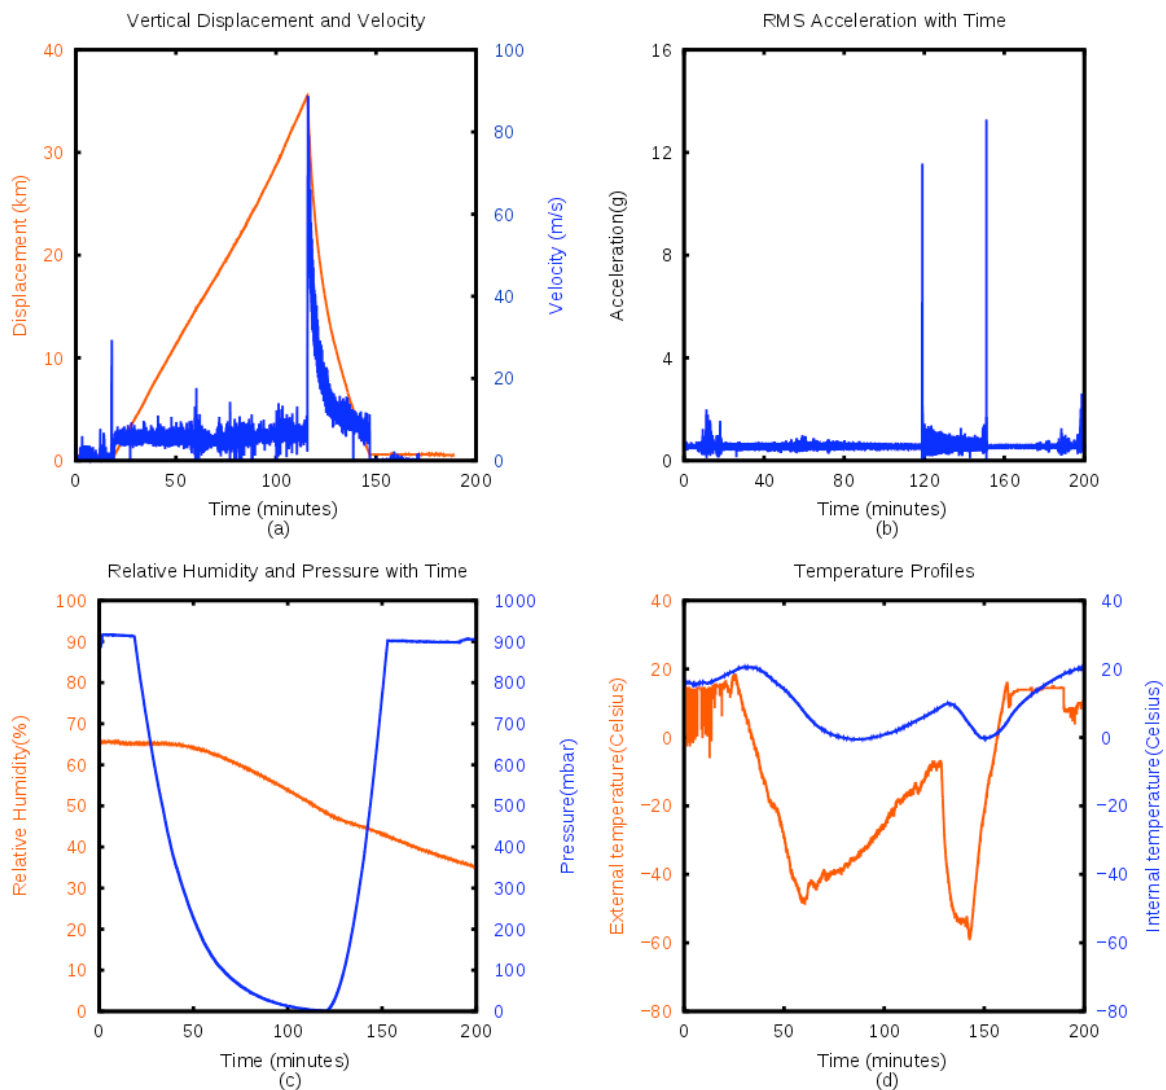 Vertical Displacement and Velocity
40
30
20
10
0
Displacement (km)
100
80
60
40
20
0
Velocity (m/s)
0 50 100 150 200
Time (minutes)
(a)
RMS Acceleration with Time
16
12
8
4
0
Acceleration(g)
0 40 80 120 160 200
Time (minutes)
(b)
Relative Humidity and Pressure with Time
100
90
80
70
60
50
40
30
20
10
0
Relative Humidity(%)
1000
900
800
700
600
500
400
300
200
100
0
Pressure(mbar)
0 50 100 150 200
Time (minutes)
(c)
Temperature Profiles
40
20
0
−20
−40
−60
−80
External temperature(Celsius)
40
20
0
−20
−40
−60
−80
Internal temperature(Celsius)
0 50 100 150 200
Time (minutes)
(d)